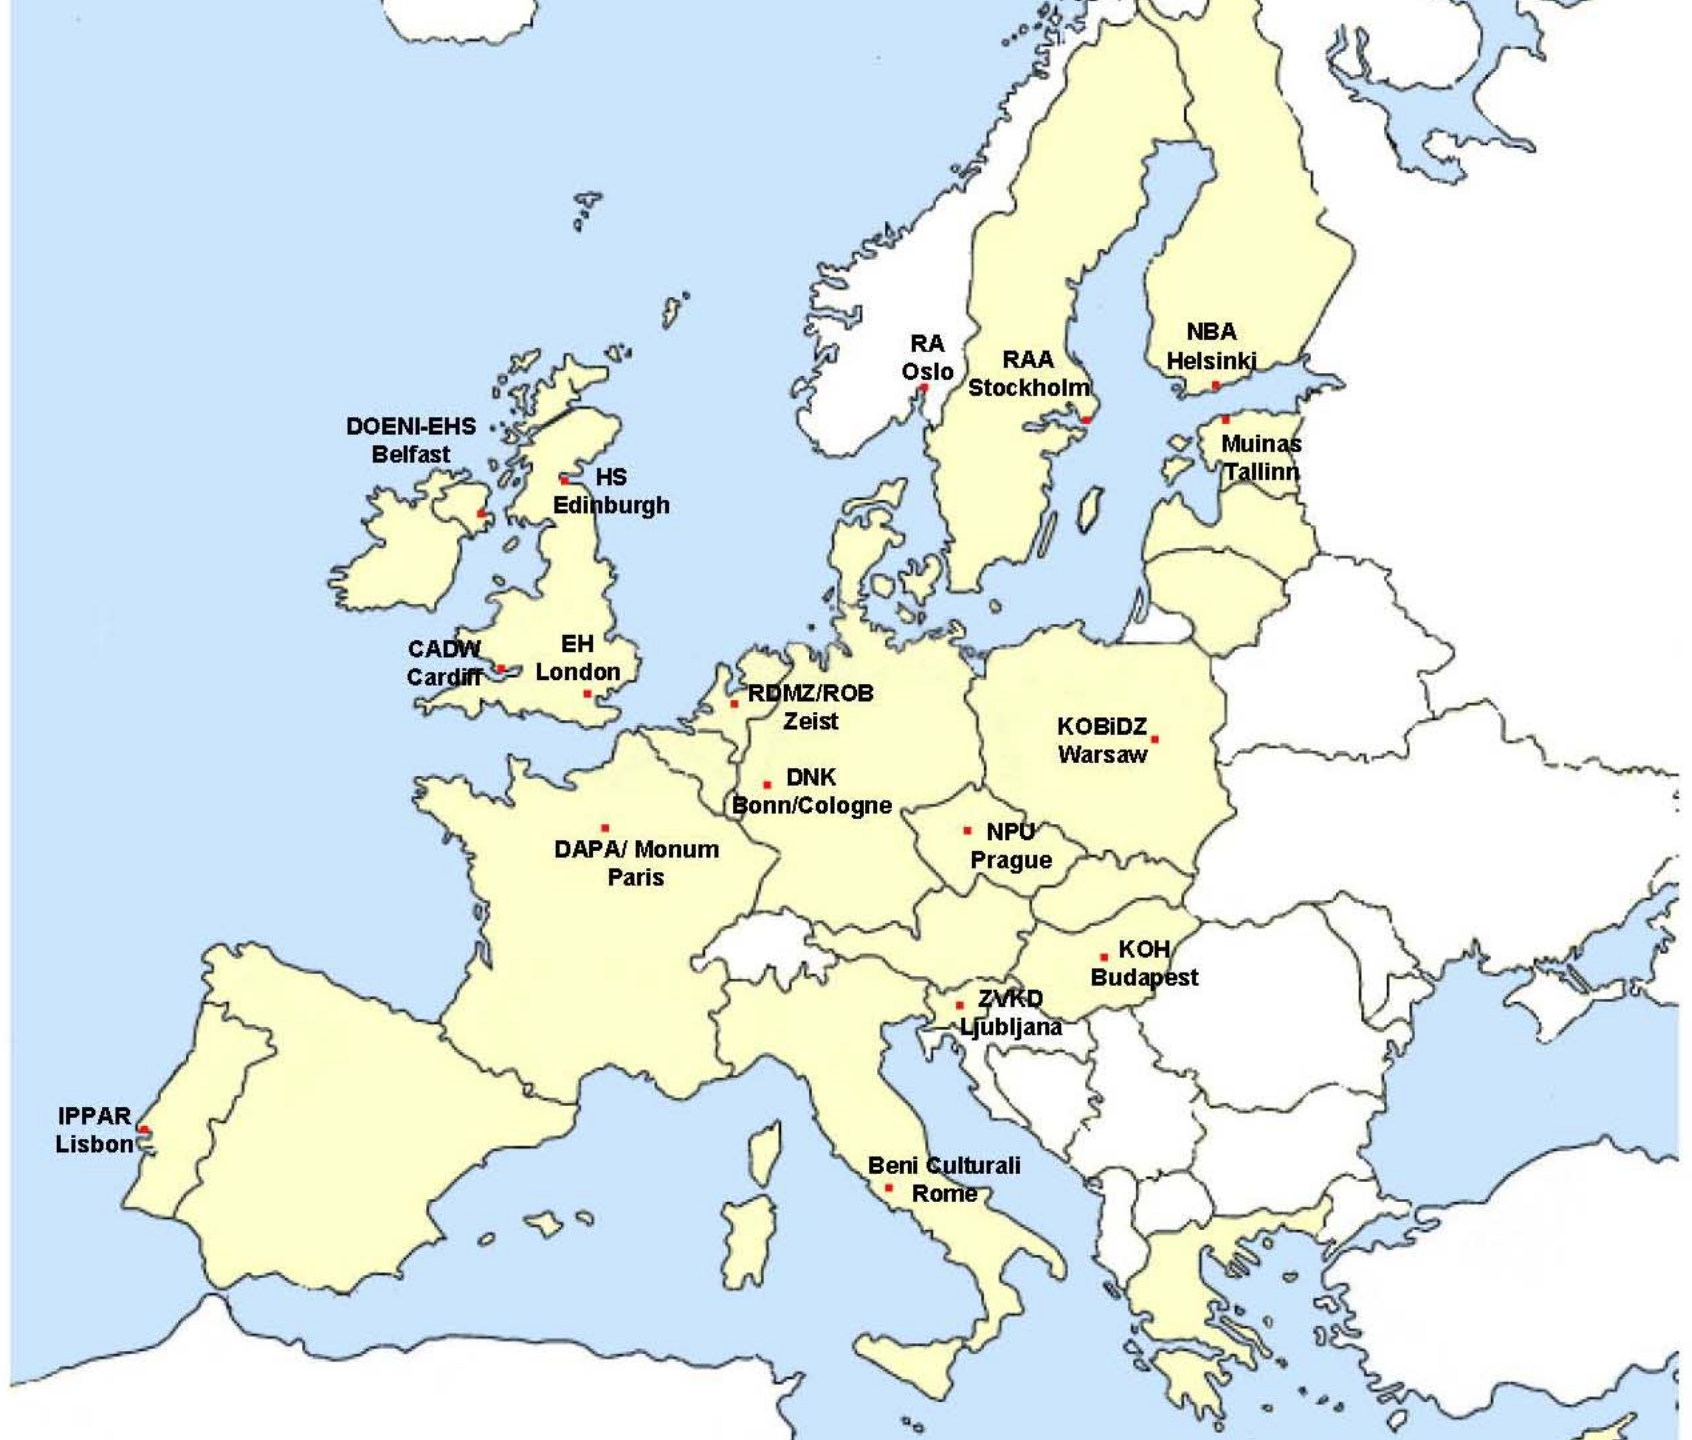 RA
Oslo
RAA
Stockholm
NBA
Helsinki
Muinas
Tallinn
DOENI-EHS
Belfast
HS
Edinburgh
CADW
Cardiff
EH
London
RDMZ/ROB
Zeist
KOBiDZ
Warsaw
DNK
Bonn/Cologne
NPU
Prague
DAPA/ Monum
Paris
KOH
Budapest
ZVKD
Ljubljana
IPPAR
Lisbon
Beni Culturali
Rome